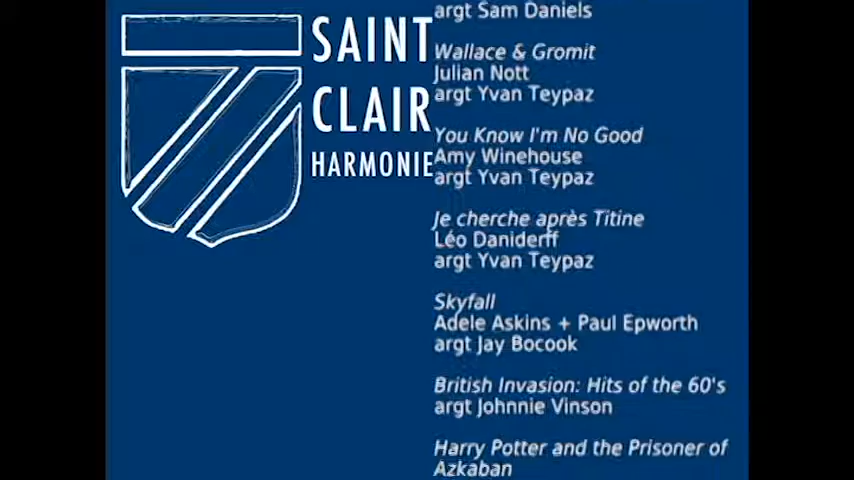 SAINT
CLAIR
HARMONIE
argt Sam Daniels
Wallace & Gromit
Julian Nott
argt Yvan Teypaz
You Know I'm No Good
Amy Winehouse
argt Yvan Teypaz
Je cherche après Titine
Léo Daniderff
argt Yvan Teypaz
Skyfall
Adele Askins + Paul Epworth
argt Jay Bocook
British Invasion: Hits of the 60's
argt Johnnie Vinson
Harry Potter and the Prisoner of
Azkaban